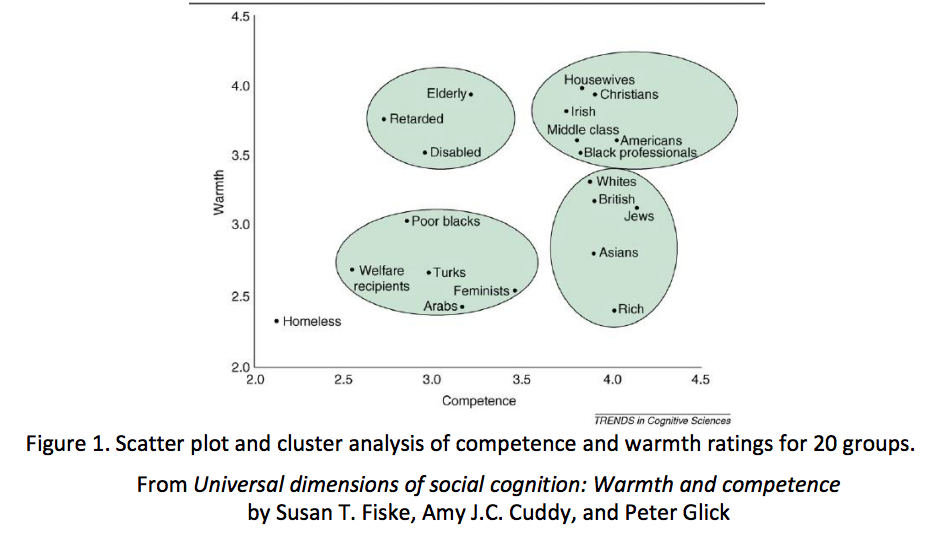 4.5
4.0
3.5
3.0
2.5
2.0
Warmth
Elderly
Retarded
Disabled
Housewives
Christians
Irish
Middle class
Americans
Black professionals
Whites
British
Jews
Asians
Rich
Poor blacks
Welfare
recipients
Turks
Feminists
Arabs
Homeless
2.0 2.5 3.0 3.5 4.0 4.5
Competence
TRENDS in Cognitive Sciences
Figure 1. Scatter plot and cluster analysis of competence and warmth ratings for 20 groups.
From Universal dimensions of social cognition: Warmth and competence
by Susan T. Fiske, Amy J.C. Cuddy, and Peter Glick